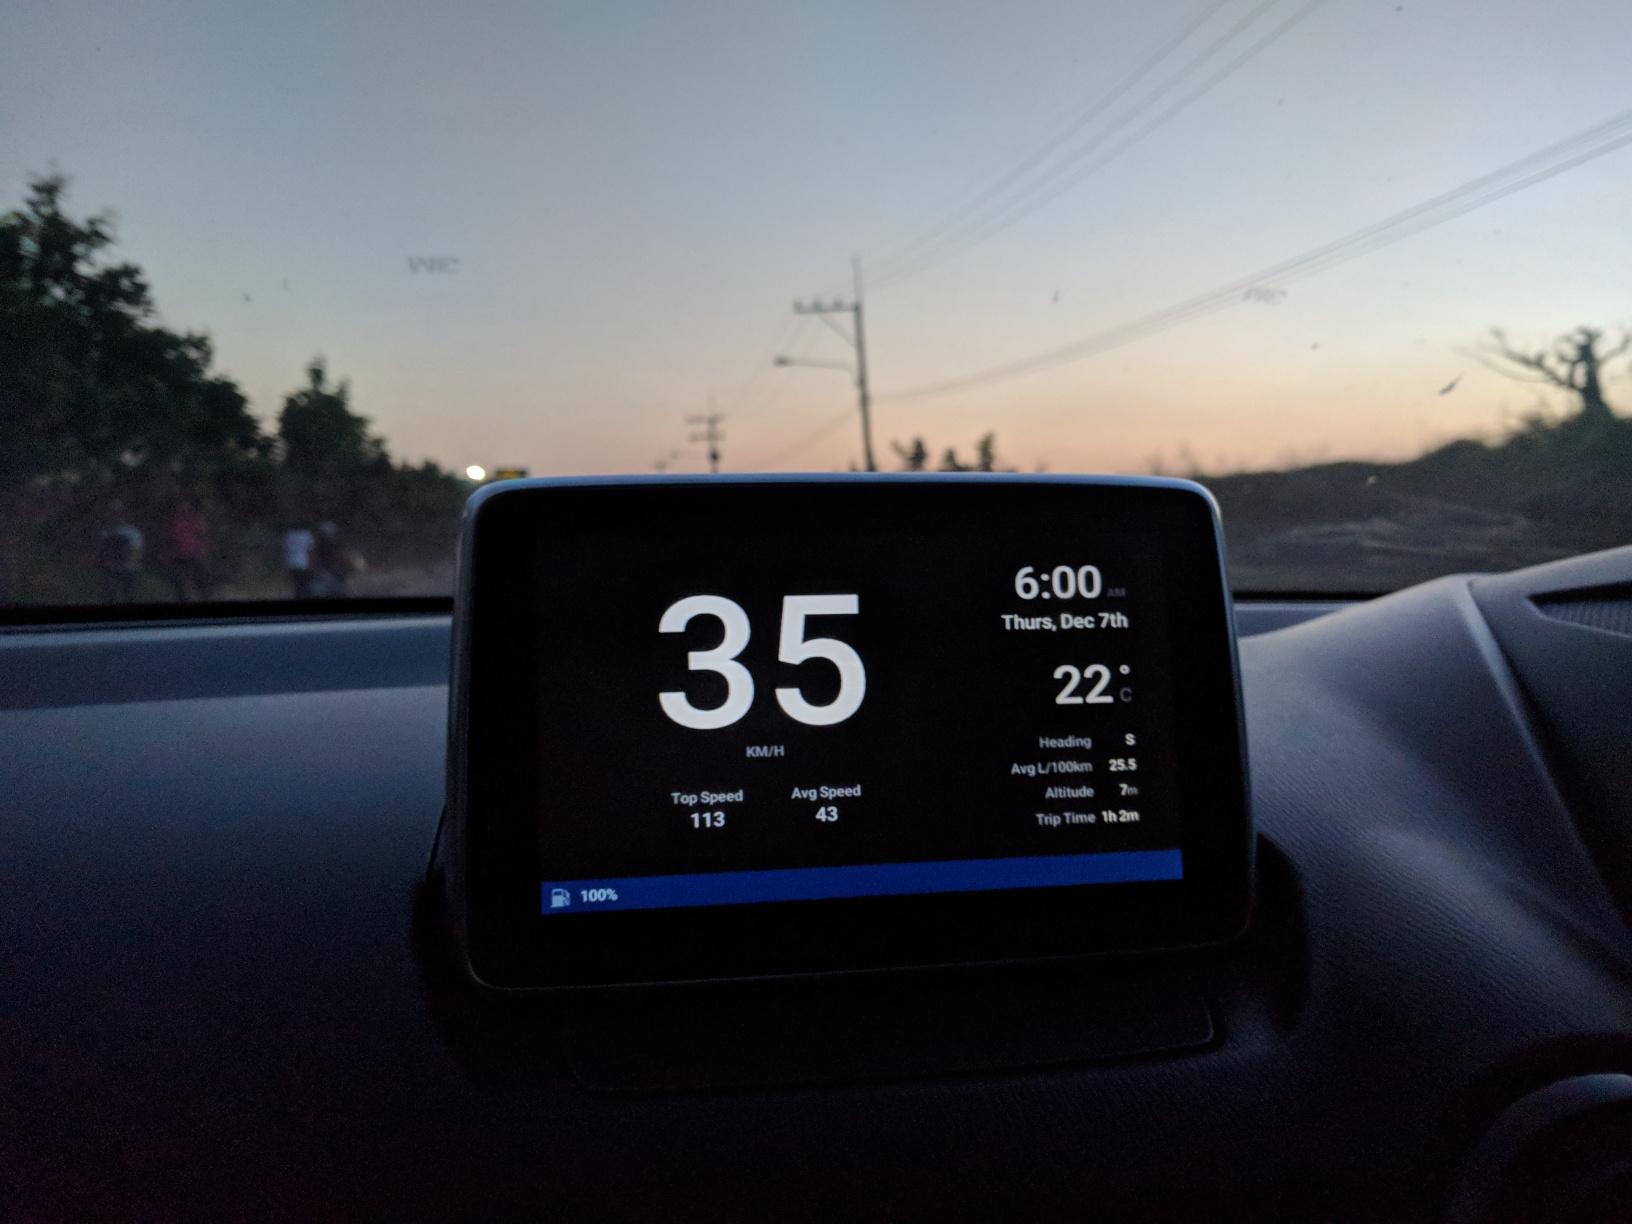 35
KM/H
Top Speed
113
Avg Speed
43
6:00 AM
Thurs, Dec 7th
22°C
Heading S
Avg L/100km 25.5
Altitude 7m
Trip Time 1h 2m
100%